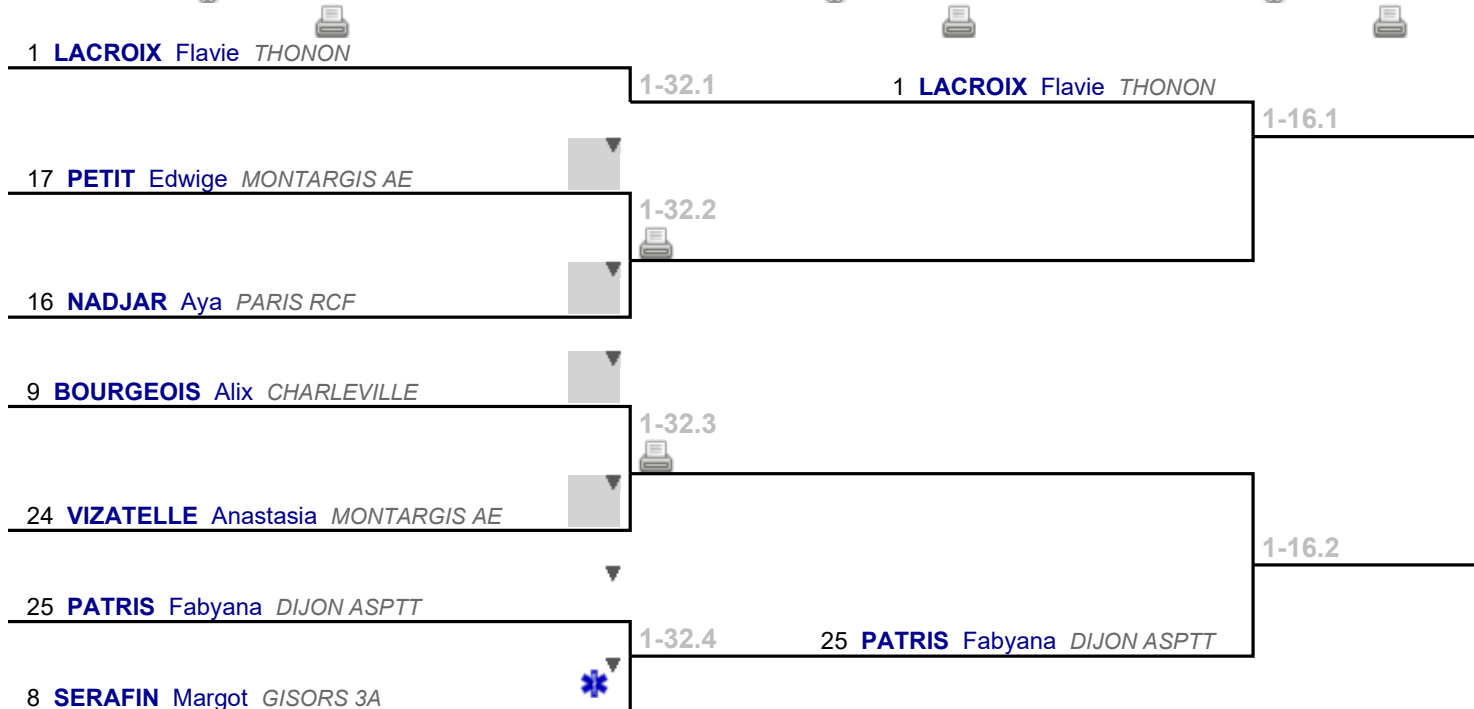 1 LACROIX Flavie THONON
1-32.1
1 LACROIX Flavie THONON
1-16.1
17 PETIT Edwige MONTARGIS AE
1-32.2
16 NADJAR Aya PARIS RCF
9 BOURGEOIS Alix CHARLEVILLE
1-32.3
24 VIZATELLE Anastasia MONTARGIS AE
1-16.2
25 PATRIS Fabyana DIJON ASPTT
1-32.4
25 PATRIS Fabyana DIJON ASPTT
8 SERAFIN Margot GISORS 3A